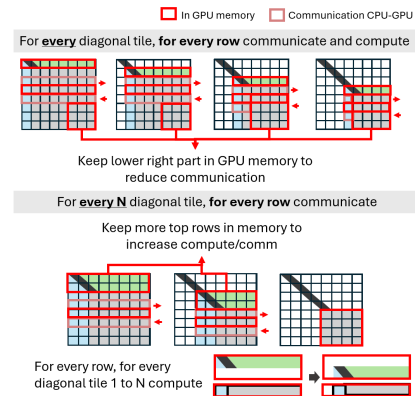 In GPU memory
Communication CPU-GPU
For every diagonal tile, for every row communicate and compute
Keep lower right part in GPU memory to
reduce communication
For every N diagonal tile, for every row communicate
Keep more top rows in memory to
increase compute/comm
For every row, for every
diagonal tile 1 to N compute